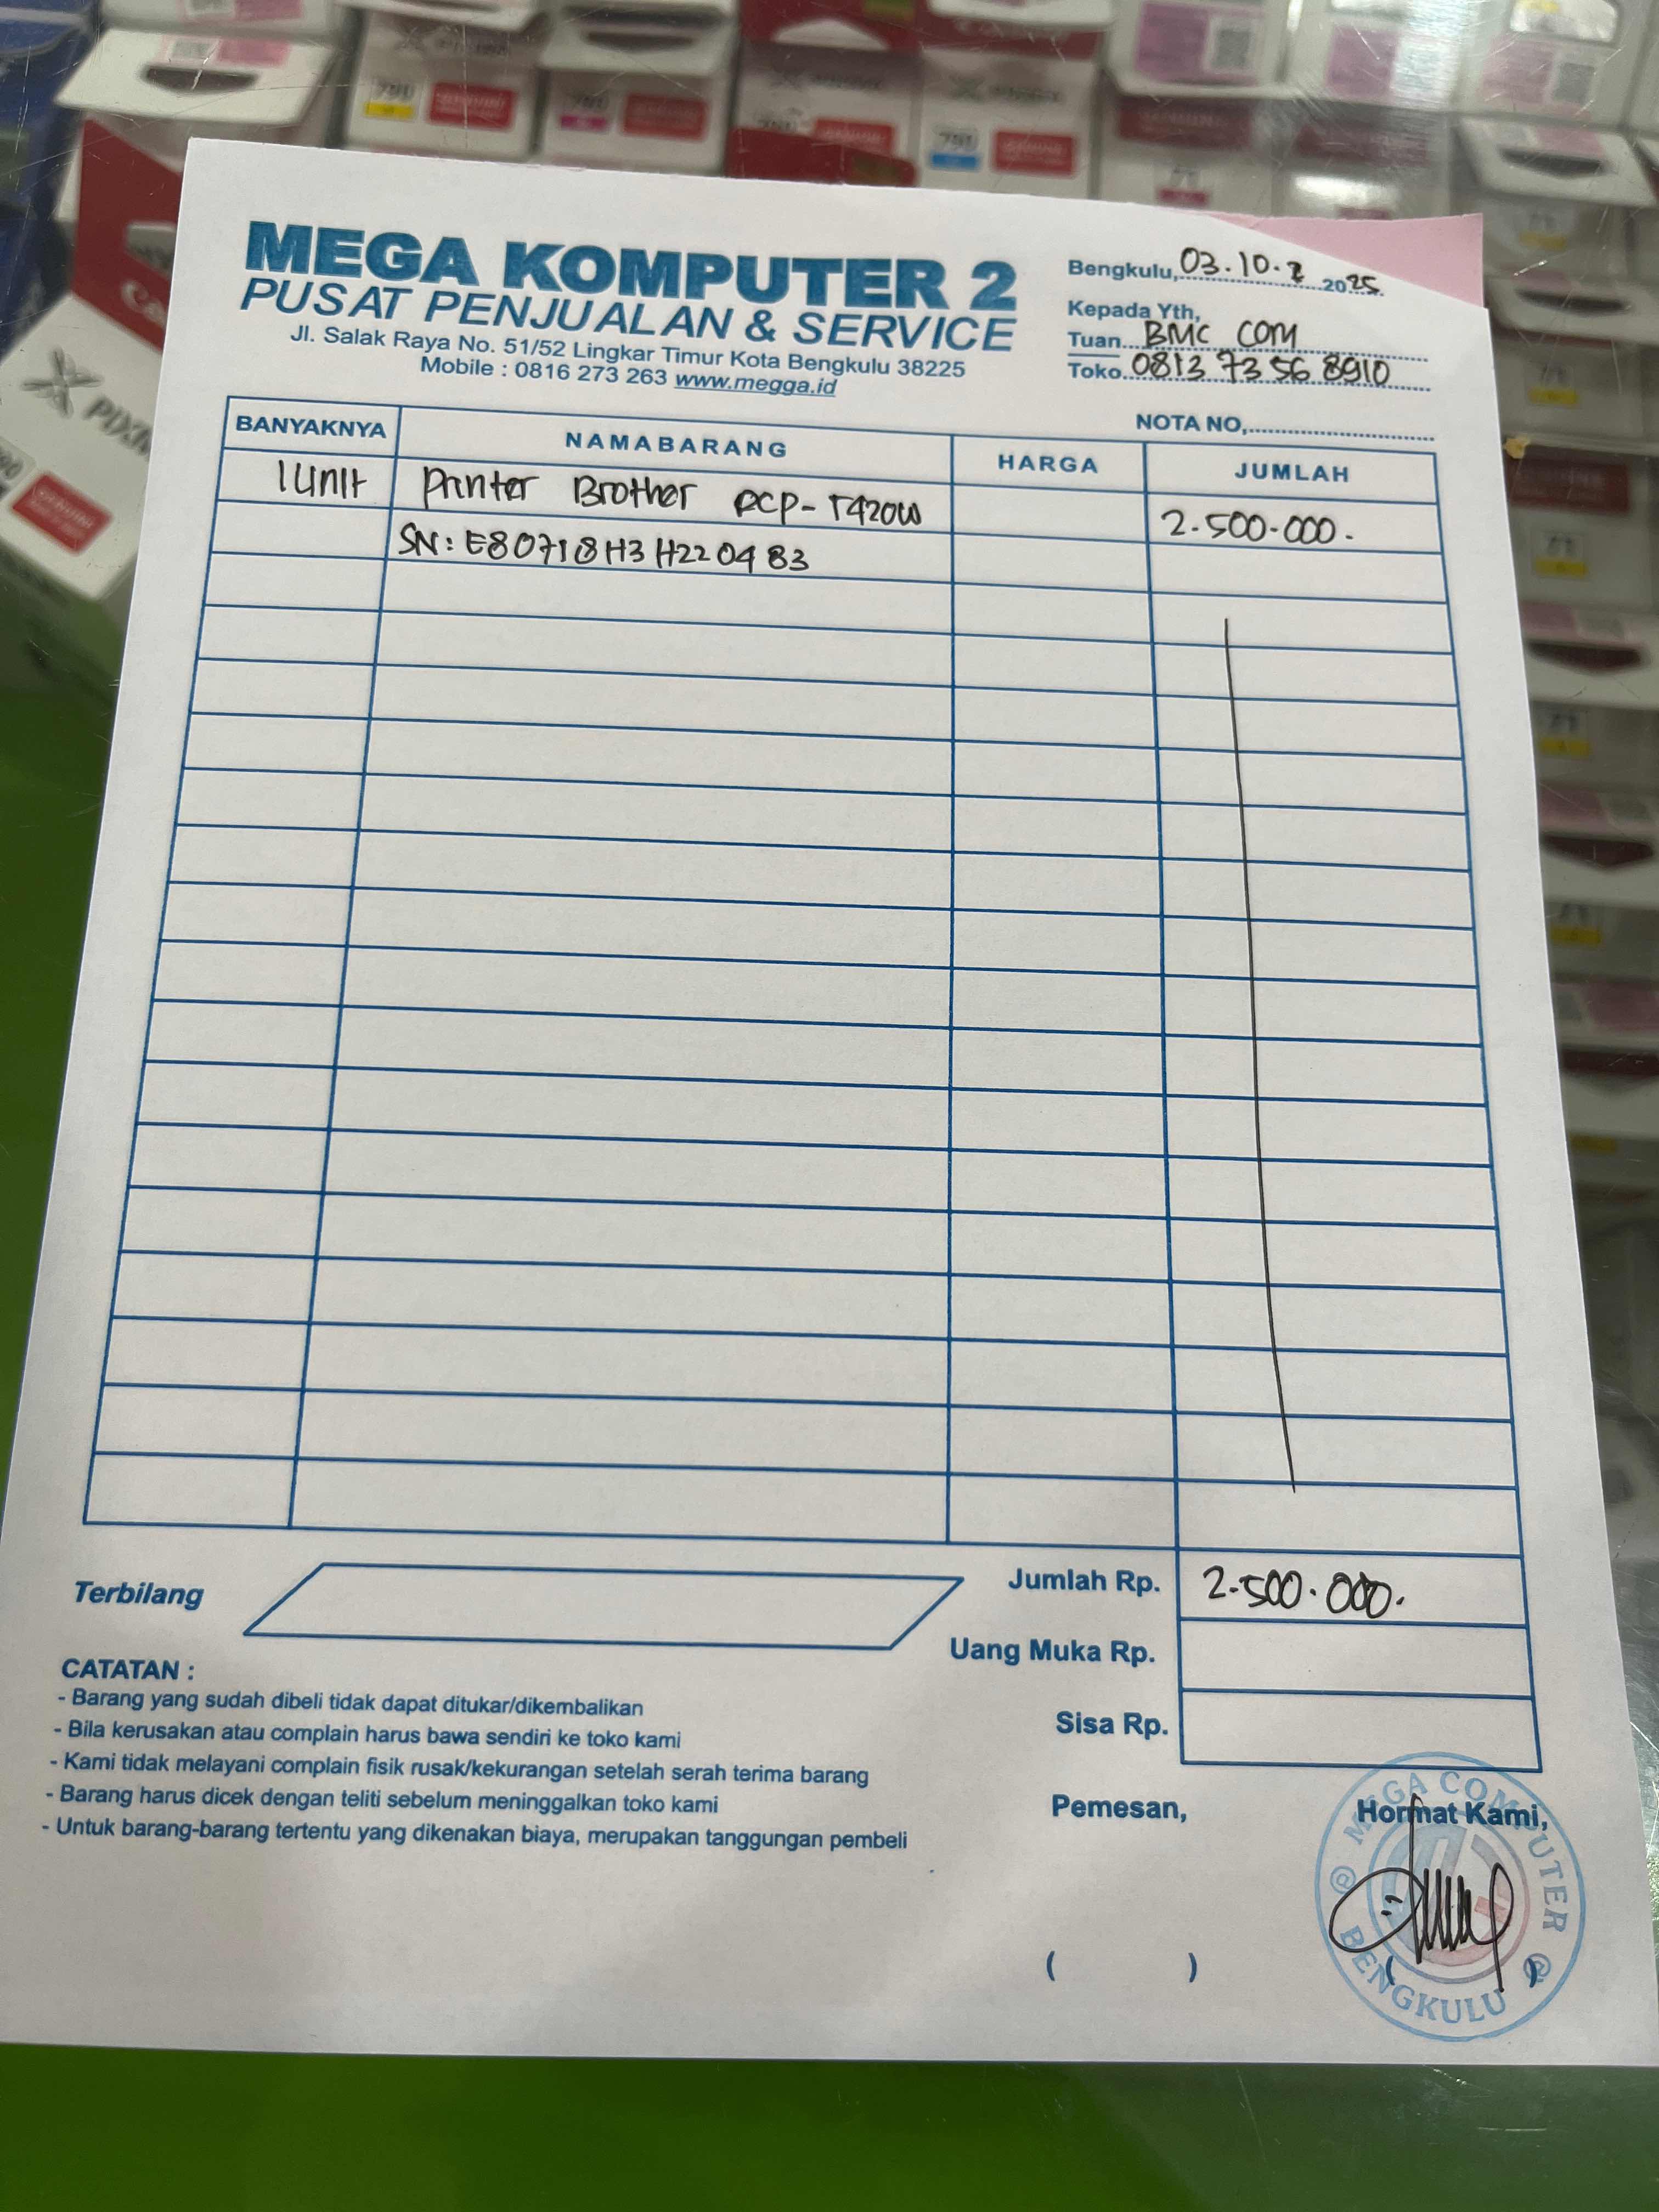 MEGA KOMPUTER 2
PUSAT PENJUALAN & SERVICE
Jl. Salak Raya No. 51/52 Lingkar Timur Kota Bengkulu 38225
Mobile : 0816 273 263 www.megga.id
Bengkulu, 03.10.2 2025
Kepada Yth,
Tuan BMC COM
Toko 0813 7356 8910
NOTA NO,
BANYAKNYA NAMABARANG HARGA JUMLAH
1 Unit Printer Brother DCP-T420W 2.500.000.
SN: E80718H3H220483
Terbilang
Jumlah Rp. 2.500.000.
Uang Muka Rp.
Sisa Rp.
CATATAN :
- Barang yang sudah dibeli tidak dapat ditukar/dikembalikan
- Bila kerusakan atau complain harus bawa sendiri ke toko kami
- Kami tidak melayani complain fisik rusak/kekurangan setelah serah terima barang
- Barang harus dicek dengan teliti sebelum meninggalkan toko kami
- Untuk barang-barang tertentu yang dikenakan biaya, merupakan tanggungan pembeli
Pemesan,
Hormat Kami,
( )
( )
@ MEGA COMPUTER @
BENGKULU
PIXMA
790
790
790